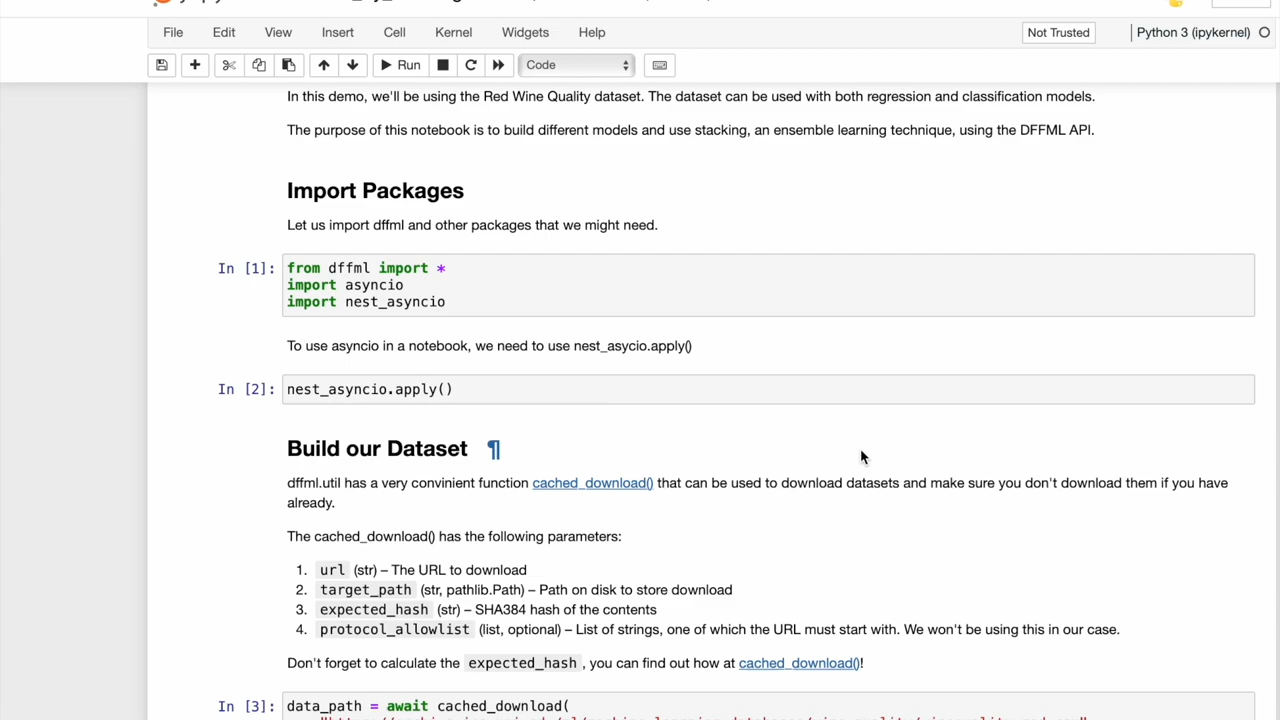 File Edit View Insert Cell Kernel Widgets Help Not Trusted Python 3 (ipykernel)
Run Code
In this demo, we'll be using the Red Wine Quality dataset. The dataset can be used with both regression and classification models.
The purpose of this notebook is to build different models and use stacking, an ensemble learning technique, using the DFFML API.
Import Packages
Let us import dffml and other packages that we might need.
In [1]: from dffml import *
import asyncio
import nest_asyncio
To use asyncio in a notebook, we need to use nest_asycio.apply()
In [2]: nest_asyncio.apply()
Build our Dataset ¶
dffml.util has a very convinient function cached_download() that can be used to download datasets and make sure you don't download them if you have
already.
The cached_download() has the following parameters:
1. url (str) – The URL to download
2. target_path (str, pathlib.Path) – Path on disk to store download
3. expected_hash (str) – SHA384 hash of the contents
4. protocol_allowlist (list, optional) – List of strings, one of which the URL must start with. We won't be using this in our case.
Don't forget to calculate the expected_hash , you can find out how at cached_download()!
In [3]: data_path = await cached_download(